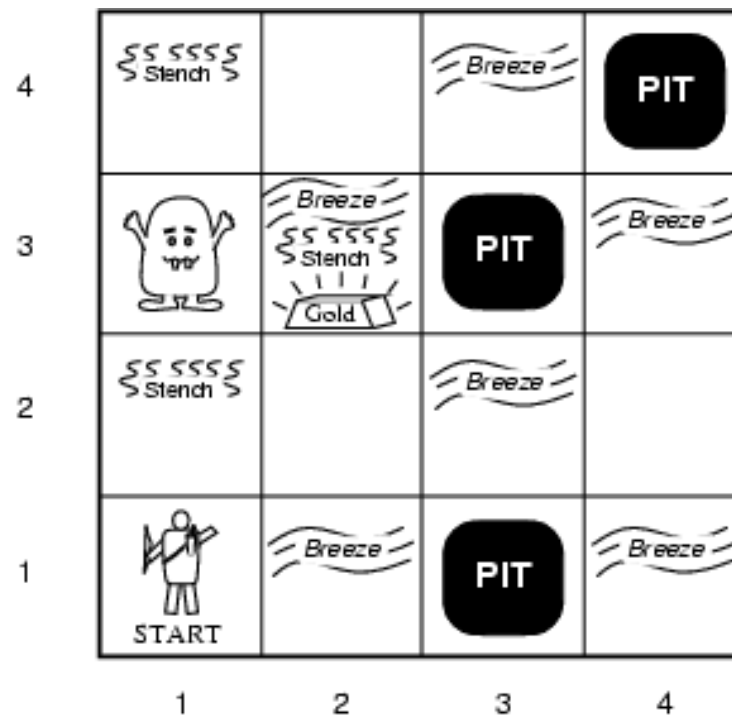 4
Stench
Breeze
PIT
3
Breeze
Stench
Gold
PIT
Breeze
2
Stench
Breeze
1
START
Breeze
PIT
Breeze
1 2 3 4